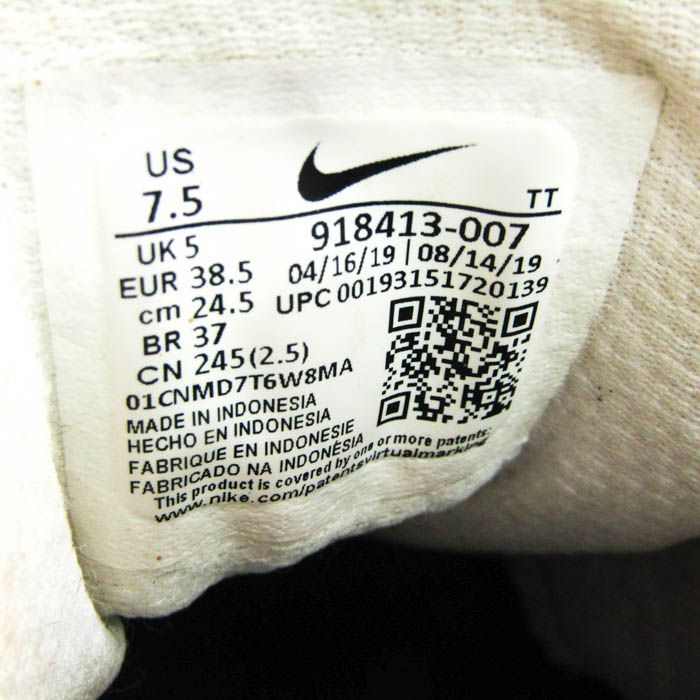 US
7.5
TT
UK 5
918413-007
EUR 38.5
04/16/19 | 08/14/19
cm 24.5
UPC 00193151720139
BR 37
CN 245(2.5)
01CNMD7T6W8MA
MADE IN INDONESIA
HECHO EN INDONESIA
FABRIQUE EN INDONESIE
FABRICADO NA INDONÉSIA
This product is covered by one or more patents:
www.nike.com/patentsvirtualmarking